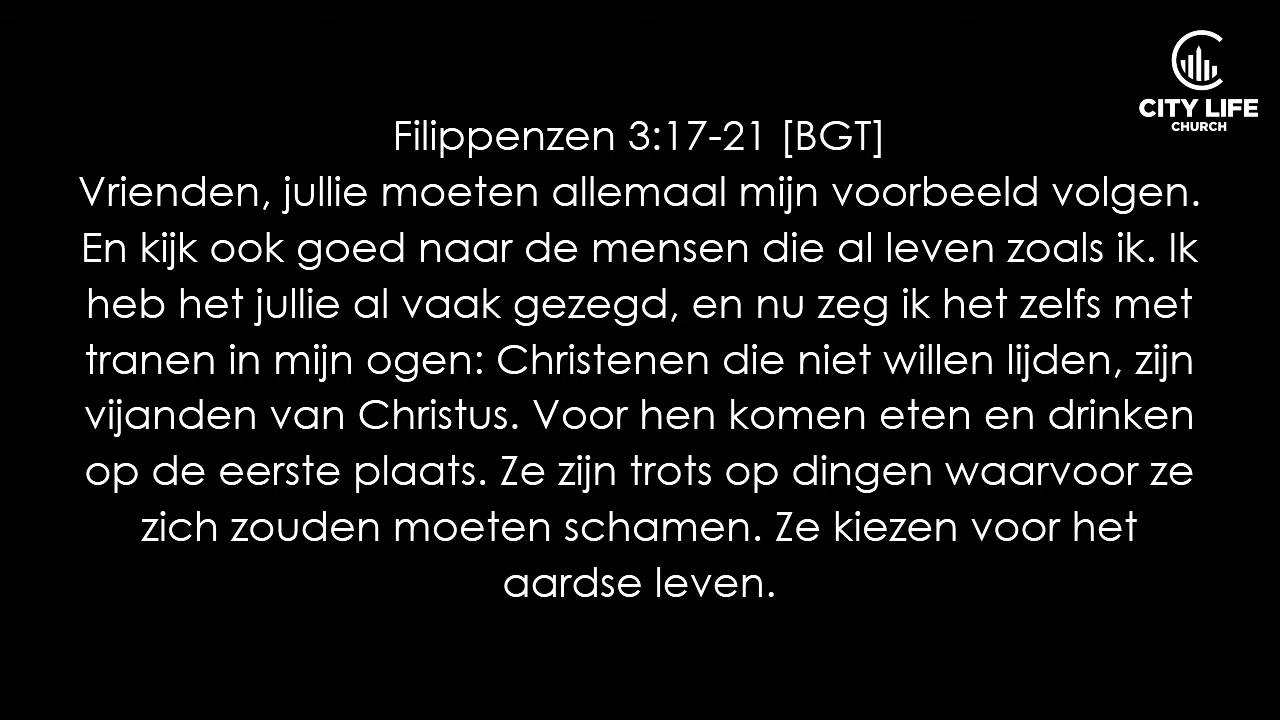 CITY LIFE
CHURCH
Filippenzen 3:17-21 [BGT]
Vrienden, jullie moeten allemaal mijn voorbeeld volgen.
En kijk ook goed naar de mensen die al leven zoals ik. Ik
heb het jullie al vaak gezegd, en nu zeg ik het zelfs met
tranen in mijn ogen: Christenen die niet willen lijden, zijn
vijanden van Christus. Voor hen komen eten en drinken
op de eerste plaats. Ze zijn trots op dingen waarvoor ze
zich zouden moeten schamen. Ze kiezen voor het
aardse leven.